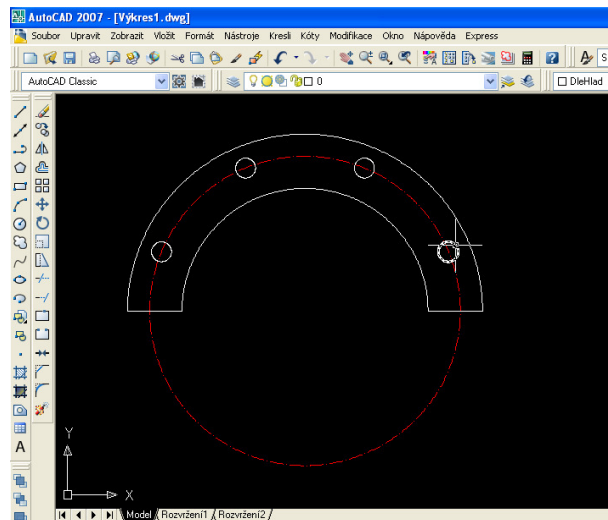 AutoCAD 2007 - [Výkres1.dwg]
Soubor Upravit Zobrazit Vložit Formát Nástroje Kresli Kóty Modifikace Okno Nápověda Express
AutoCAD Classic 0 DleHlad
A
Y
X
Model Rozvržení1 Rozvržení2